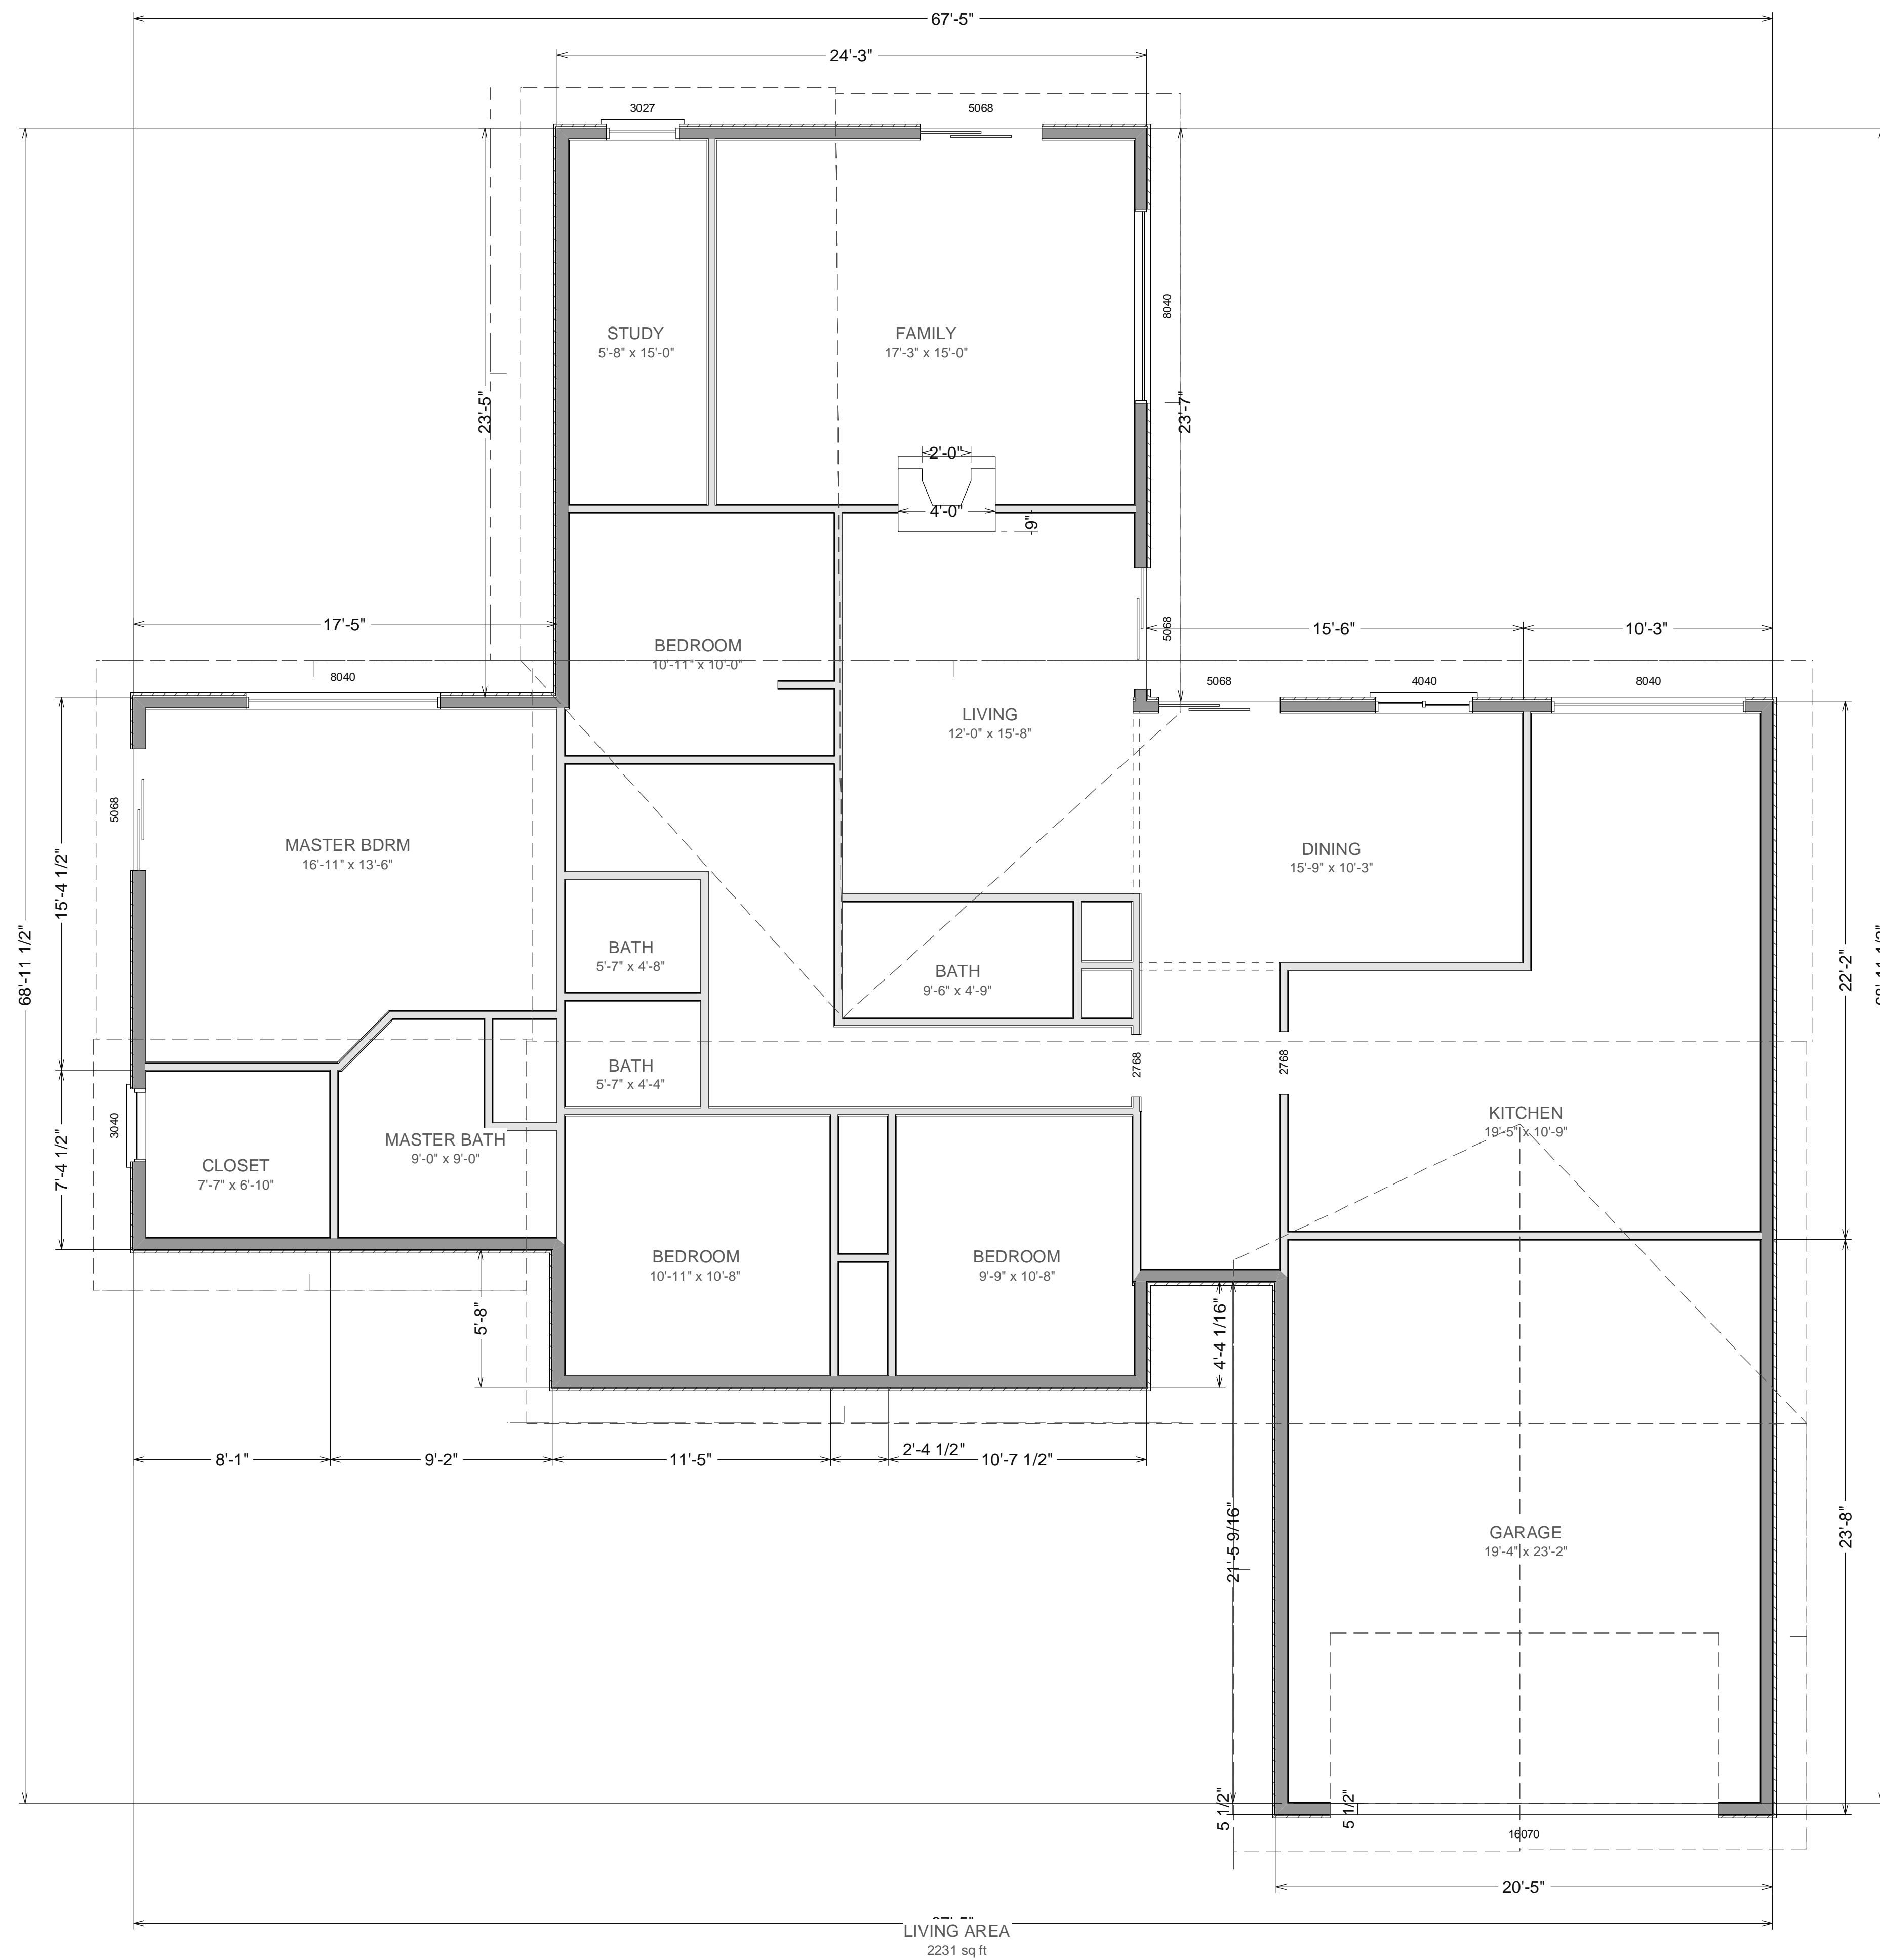 67'-5"
24'-3"
3027
5068
STUDY
5'-8" x 15'-0"
FAMILY
17'-3" x 15'-0"
8040
23'-5"
23'-7"
2'-0"
4'-0"
9"
17'-5"
BEDROOM
10'-11" x 10'-0"
5068
15'-6"
10'-3"
8040
5068
4040
8040
LIVING
12'-0" x 15'-8"
5068
MASTER BDRM
16'-11" x 13'-6"
DINING
15'-9" x 10'-3"
15'-4 1/2"
68'-11 1/2"
BATH
5'-7" x 4'-8"
BATH
9'-6" x 4'-9"
22'-2"
BATH
5'-7" x 4'-4"
2768
2768
3040
7'-4 1/2"
KITCHEN
19'-5" x 10'-9"
MASTER BATH
9'-0" x 9'-0"
CLOSET
7'-7" x 6'-10"
BEDROOM
10'-11" x 10'-8"
BEDROOM
9'-9" x 10'-8"
5'-8"
4'-4 1/16"
8'-1"
9'-2"
11'-5"
2'-4 1/2"
10'-7 1/2"
21'-5 9/16"
GARAGE
19'-4" x 23'-2"
23'-8"
5 1/2"
5 1/2"
16070
20'-5"
LIVING AREA
2231 sq ft